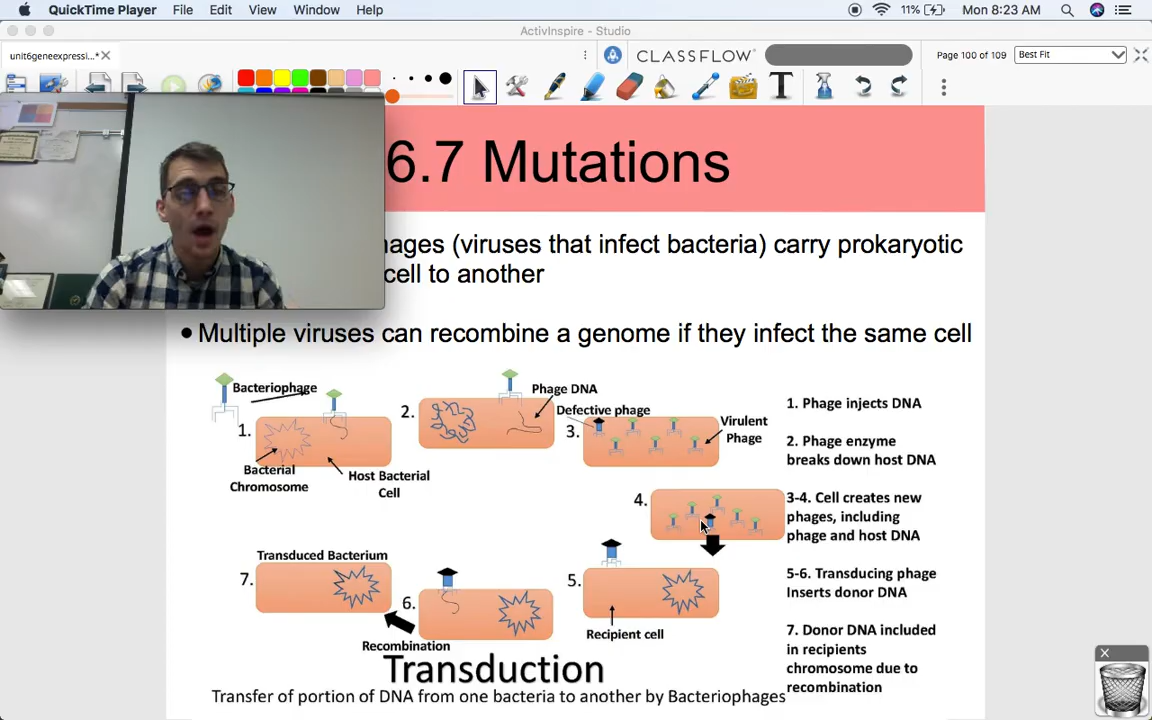 QuickTime Player File Edit View Window Help 11% Mon 8:23 AM
ActivInspire - Studio
unit6geneexpressi...*
CLASSFLOW
Page 100 of 109
Best Fit
6.7 Mutations
hages (viruses that infect bacteria) carry prokaryotic
cell to another
• Multiple viruses can recombine a genome if they infect the same cell
Bacteriophage
1.
Bacterial
Chromosome
Host Bacterial
Cell
2.
Phage DNA
Defective phage
3.
Virulent
Phage
4.
5.
Recipient cell
6.
Recombination
Transduced Bacterium
7.
1. Phage injects DNA
2. Phage enzyme
breaks down host DNA
3-4. Cell creates new
phages, including
phage and host DNA
5-6. Transducing phage
Inserts donor DNA
7. Donor DNA included
in recipients
chromosome due to
recombination
Transduction
Transfer of portion of DNA from one bacteria to another by Bacteriophages